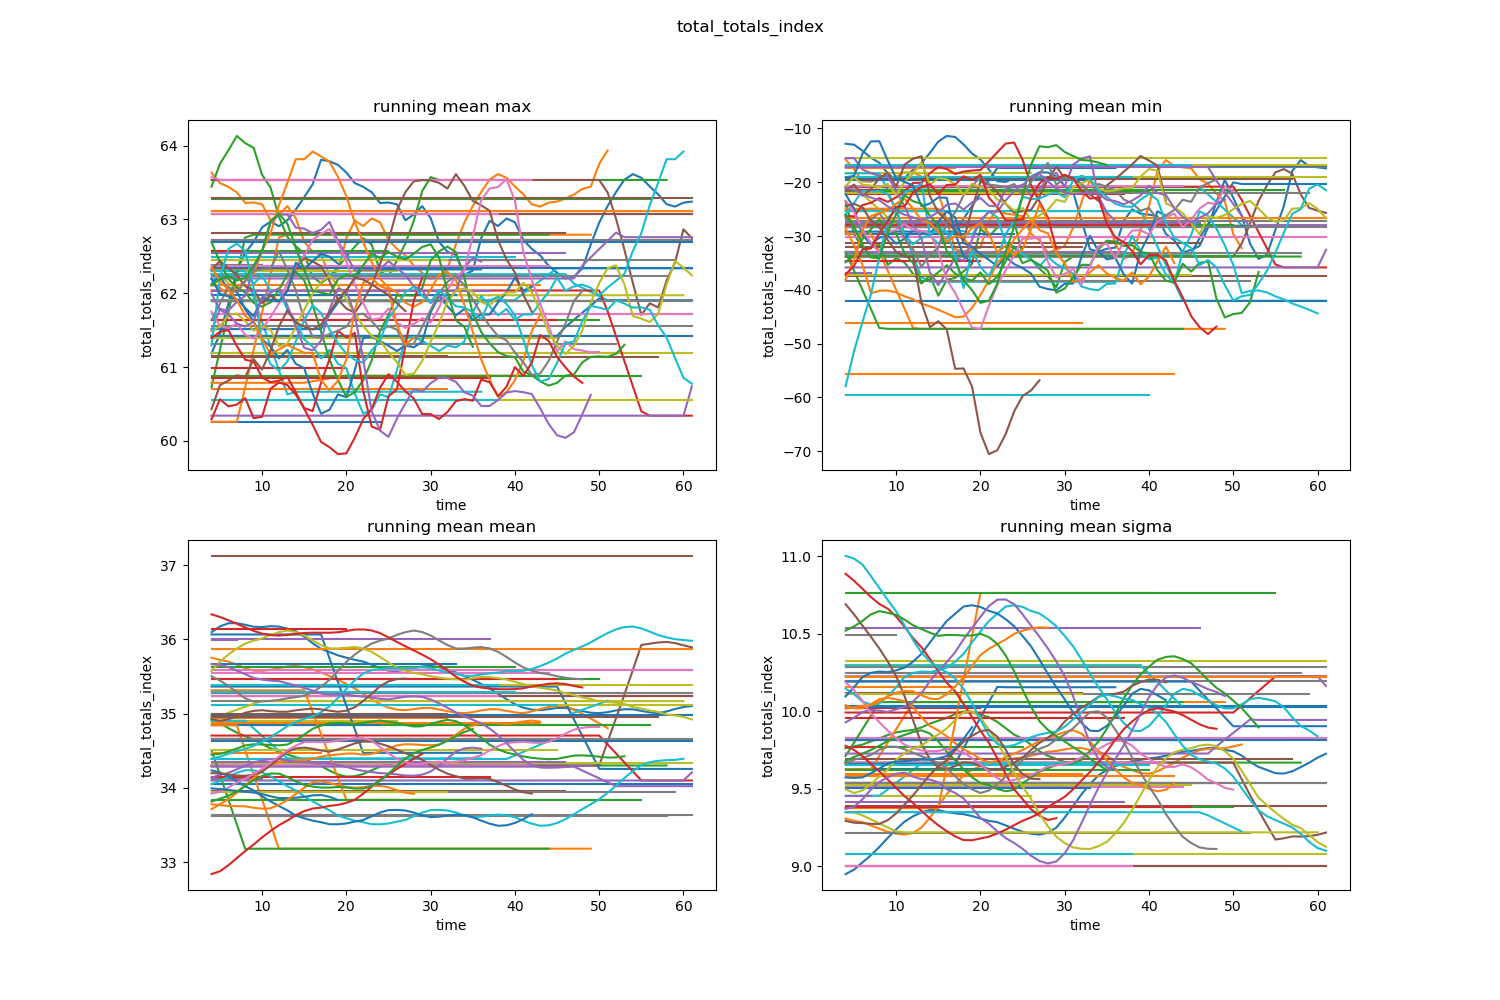 total_totals_index
running mean max
total_totals_index
64
63
62
61
60
10 20 30 40 50 60
time
running mean min
total_totals_index
−10
−20
−30
−40
−50
−60
−70
10 20 30 40 50 60
time
running mean mean
total_totals_index
37
36
35
34
33
10 20 30 40 50 60
time
running mean sigma
total_totals_index
11.0
10.5
10.0
9.5
9.0
10 20 30 40 50 60
time